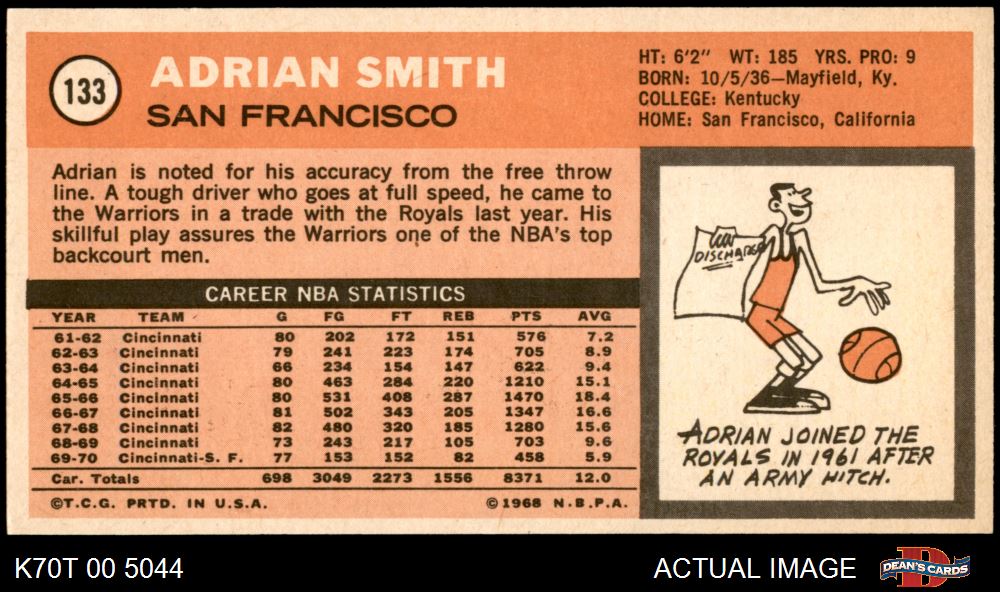 133
ADRIAN SMITH
SAN FRANCISCO
HT: 6'2" WT: 185 YRS. PRO: 9
BORN: 10/5/36—Mayfield, Ky.
COLLEGE: Kentucky
HOME: San Francisco, California
Adrian is noted for his accuracy from the free throw
line. A tough driver who goes at full speed, he came to
the Warriors in a trade with the Royals last year. His
skillful play assures the Warriors one of the NBA's top
backcourt men.
DISCHARGE
CAREER NBA STATISTICS
YEAR TEAM G FG FT REB PTS AVG
61-62 Cincinnati 80 202 172 151 576 7.2
62-63 Cincinnati 79 241 223 174 705 8.9
63-64 Cincinnati 66 234 154 147 622 9.4
64-65 Cincinnati 80 463 284 220 1210 15.1
65-66 Cincinnati 80 531 408 287 1470 18.4
66-67 Cincinnati 81 502 343 205 1347 16.6
67-68 Cincinnati 82 480 320 185 1280 15.6
68-69 Cincinnati 73 243 217 105 703 9.6
69-70 Cincinnati-S. F. 77 153 152 82 458 5.9
Car. Totals 698 3049 2273 1556 8371 12.0
©T.C.G. PRTD. IN U.S.A. ©1968 N.B.P.A.
ADRIAN JOINED THE
ROYALS IN 1961 AFTER
AN ARMY HITCH.
K70T 00 5044
ACTUAL IMAGE
D
DEAN'S CARDS